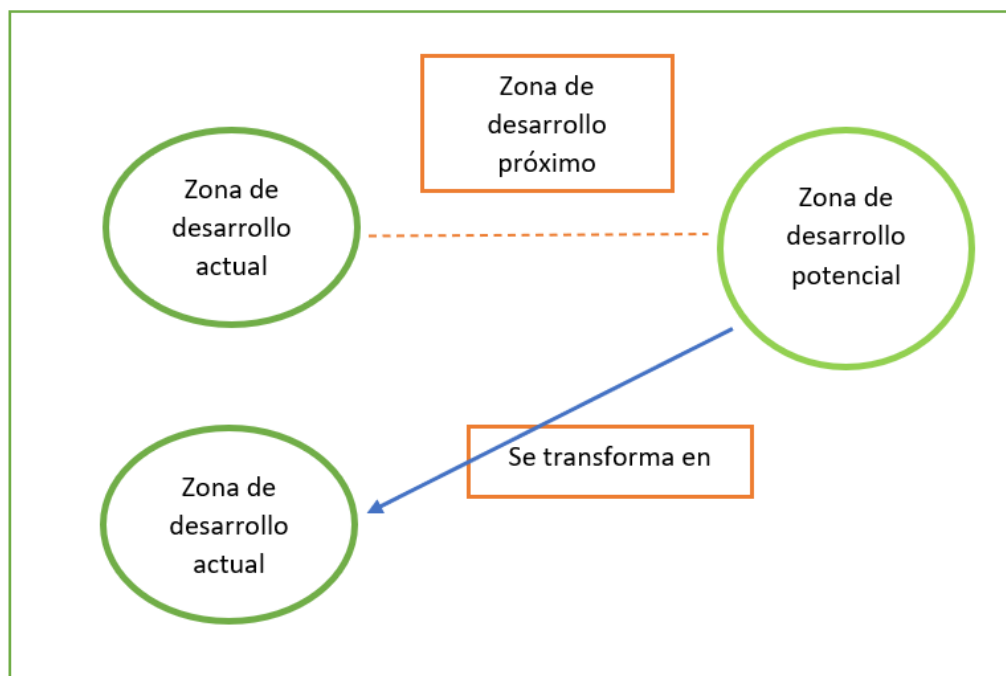 Zona de
desarrollo
próximo
Zona de
desarrollo
actual
Zona de
desarrollo
potencial
Se transforma en
Zona de
desarrollo
actual